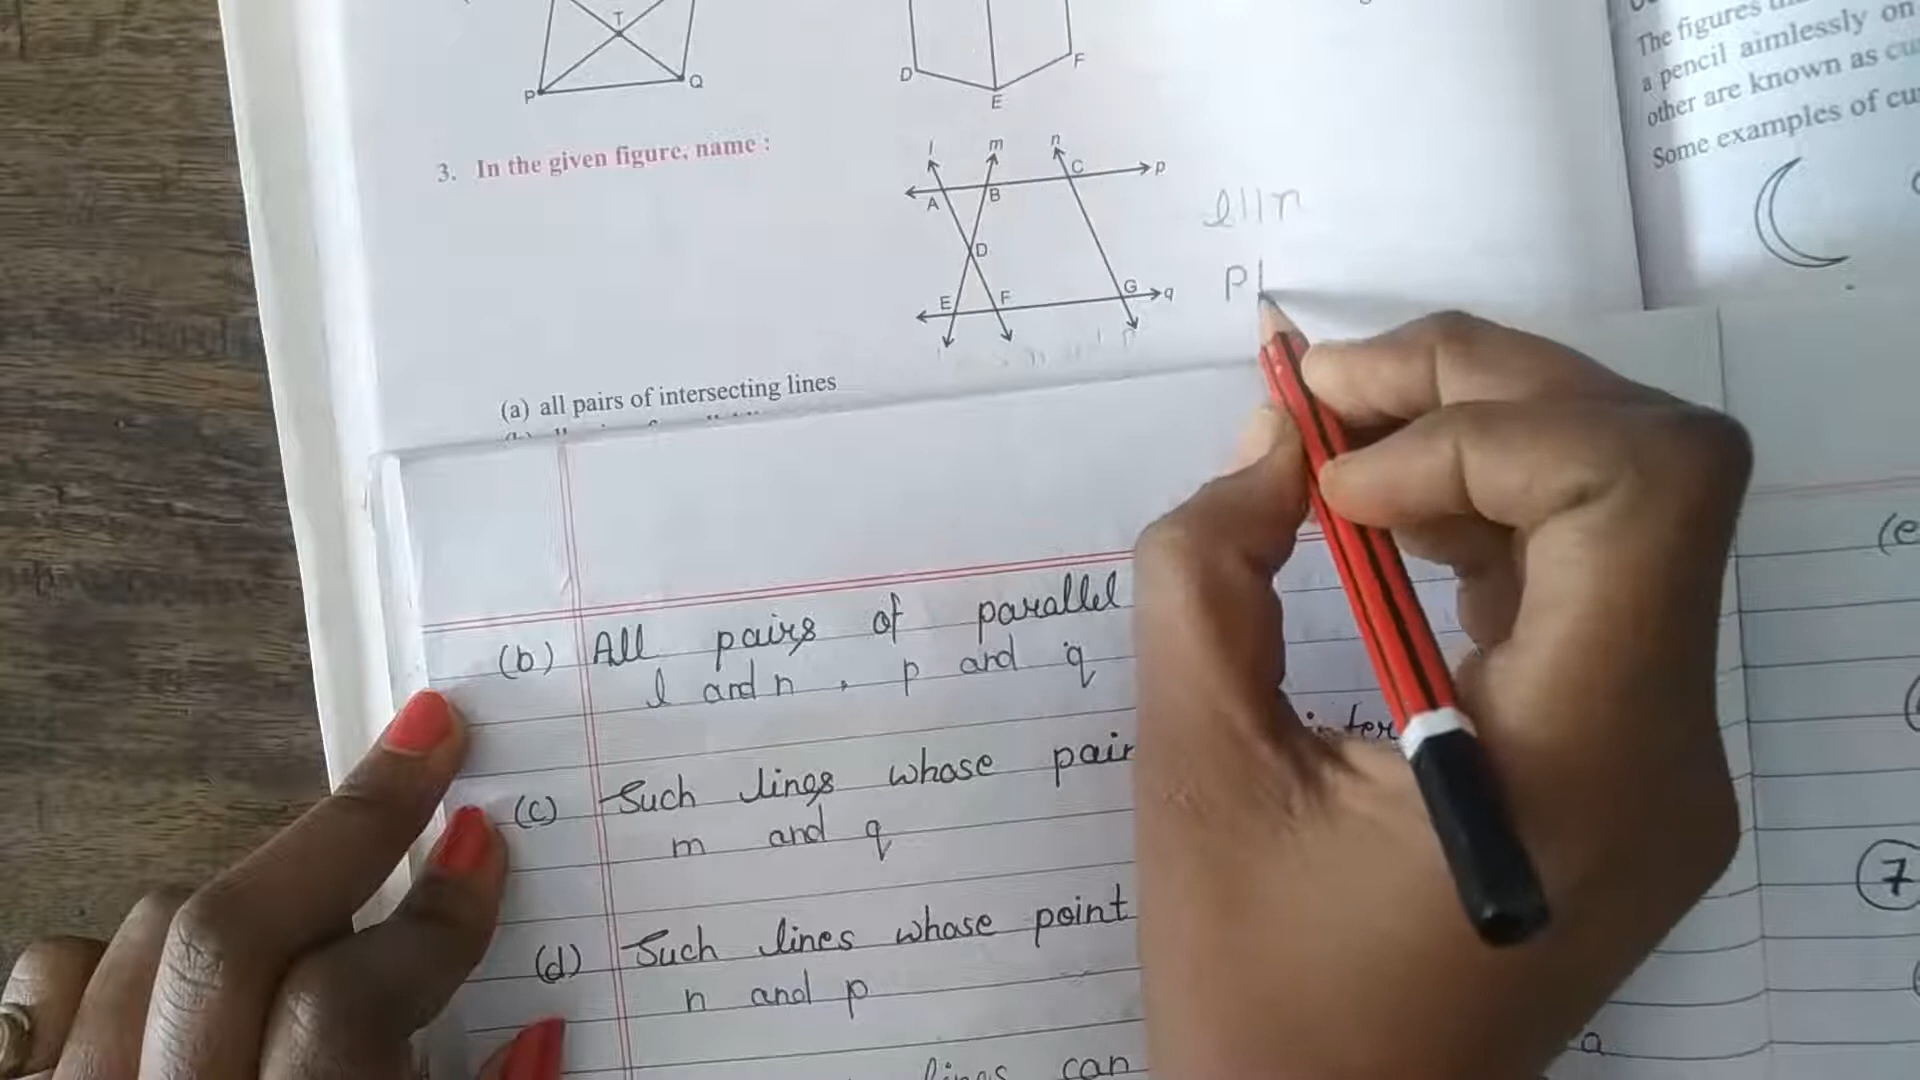 T
P
Q
D
E
F
The figures
a pencil aimlessly on
other are known as
Some examples of
3. In the given figure, name :
l
m
n
A
B
C
p
D
E
F
G
q
l||n
p|
(a) all pairs of intersecting lines
(b) All pairs of parallel
l and n , p and q
(c) Such lines whose pair
m and q
(d) Such lines whose point
n and p
lines can
(e
7
a